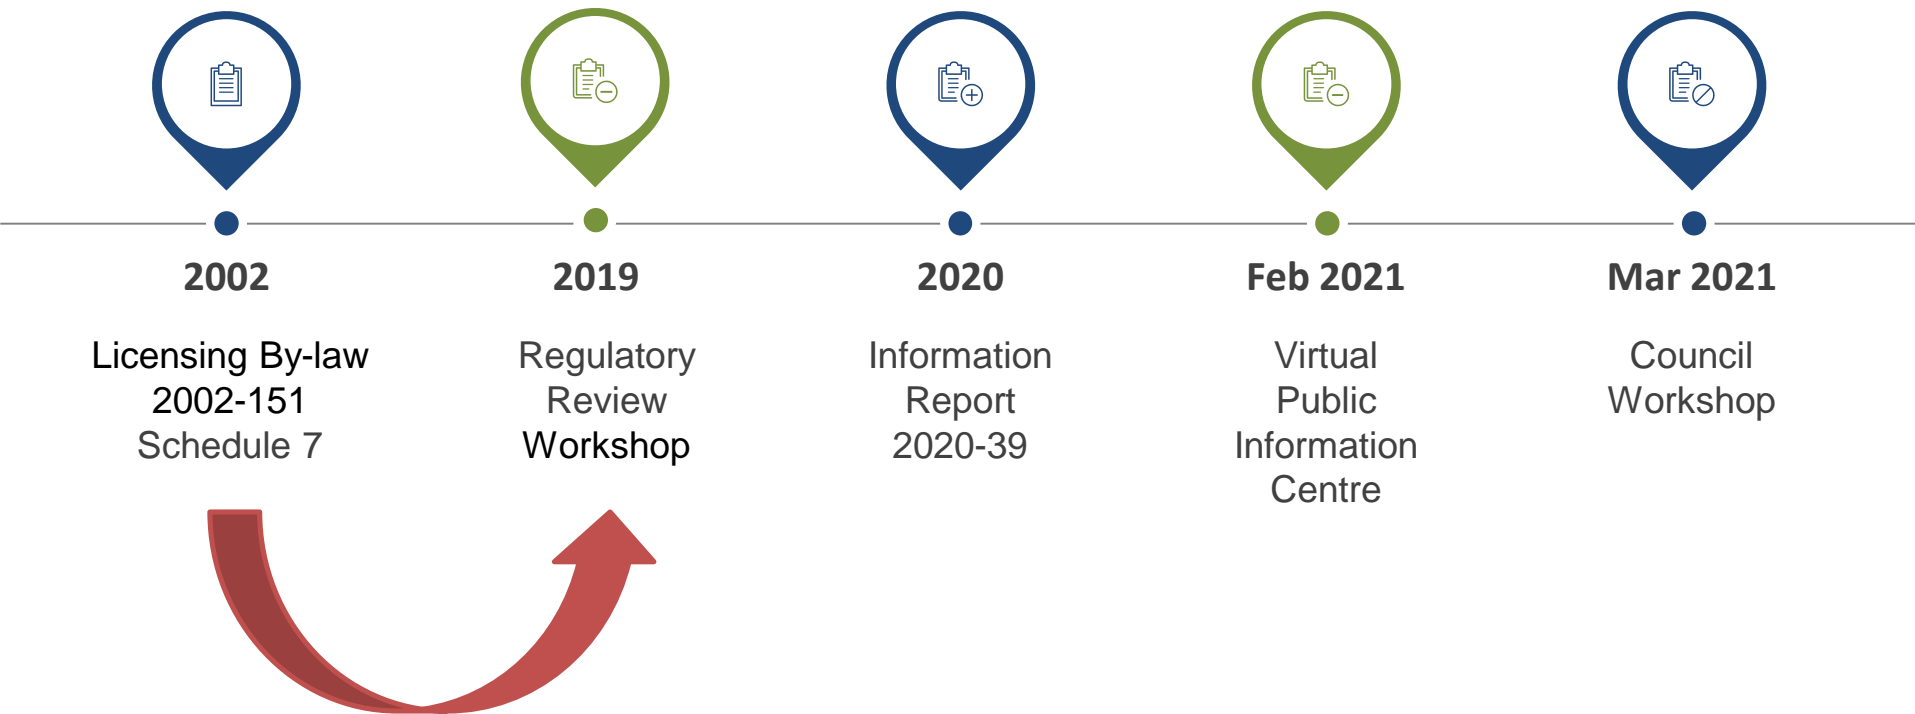 2002
Licensing By-law
2002-151
Schedule 7
2019
Regulatory
Review
Workshop
2020
Information
Report
2020-39
Feb 2021
Virtual
Public
Information
Centre
Mar 2021
Council
Workshop